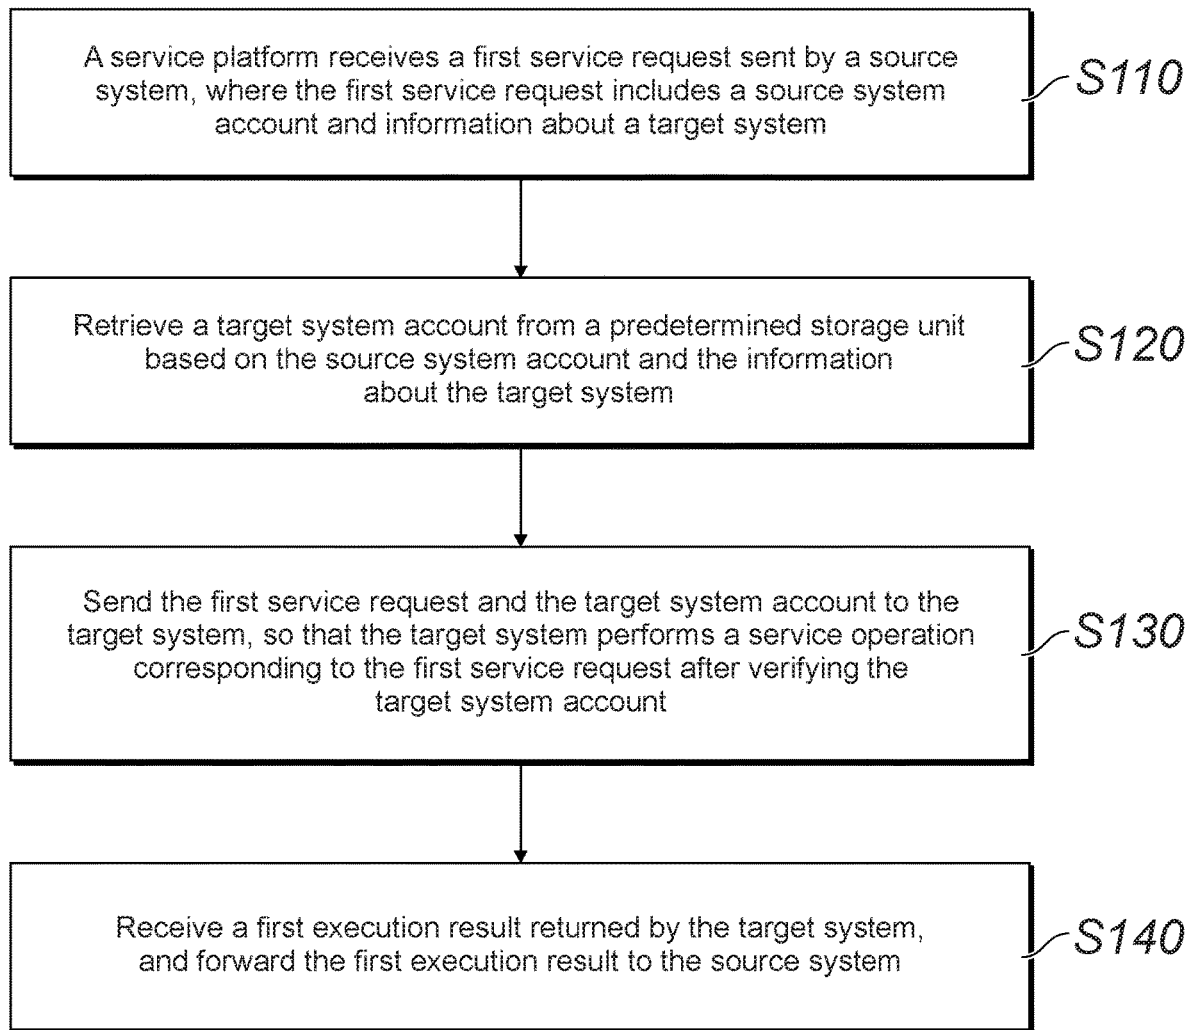 A service platform receives a first service request sent by a source
system, where the first service request includes a source system
account and information about a target system
S110
Retrieve a target system account from a predetermined storage unit
based on the source system account and the information
about the target system
S120
Send the first service request and the target system account to the
target system, so that the target system performs a service operation
corresponding to the first service request after verifying the
target system account
S130
Receive a first execution result returned by the target system,
and forward the first execution result to the source system
S140